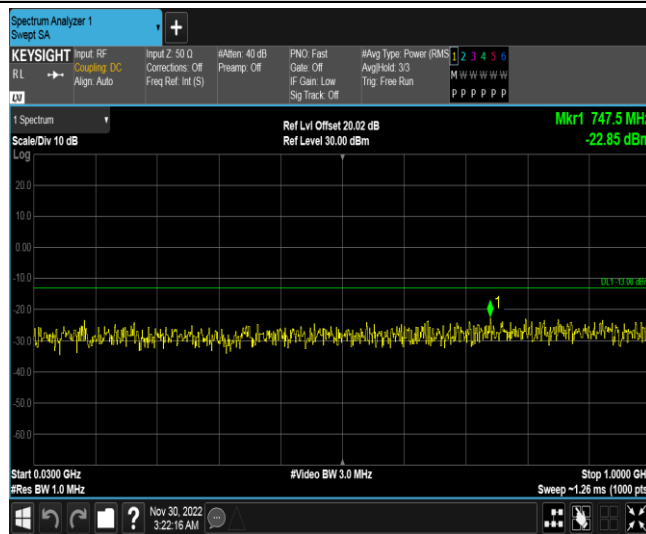 Spectrum Analyzer 1
Swept SA
+
KEYSIGHT
RL
LXI
Input: RF
Coupling: DC
Align: Auto
Input Z: 50 Ω
Corrections: Off
Freq Ref: Int (S)
#Atten: 40 dB
Preamp: Off
PNO: Fast
Gate: Off
IF Gain: Low
Sig Track: Off
#Avg Type: Power (RMS
Avg|Hold: 3/3
Trig: Free Run
1 2 3 4 5 6
M W W W W W
P P P P P P
1 Spectrum
Scale/Div 10 dB
Log
Ref Lvl Offset 20.02 dB
Ref Level 30.00 dBm
Mkr1 747.5 MHz
-22.85 dBm
20.0
10.0
0.00
-10.0
-20.0
-30.0
-40.0
-50.0
-60.0
DL1 -13.00 dBm
1
Start 0.0300 GHz
#Res BW 1.0 MHz
#Video BW 3.0 MHz
Stop 1.0000 GH
Sweep ~1.26 ms (1000 pts
?
Nov 30, 2022
3:22:16 AM